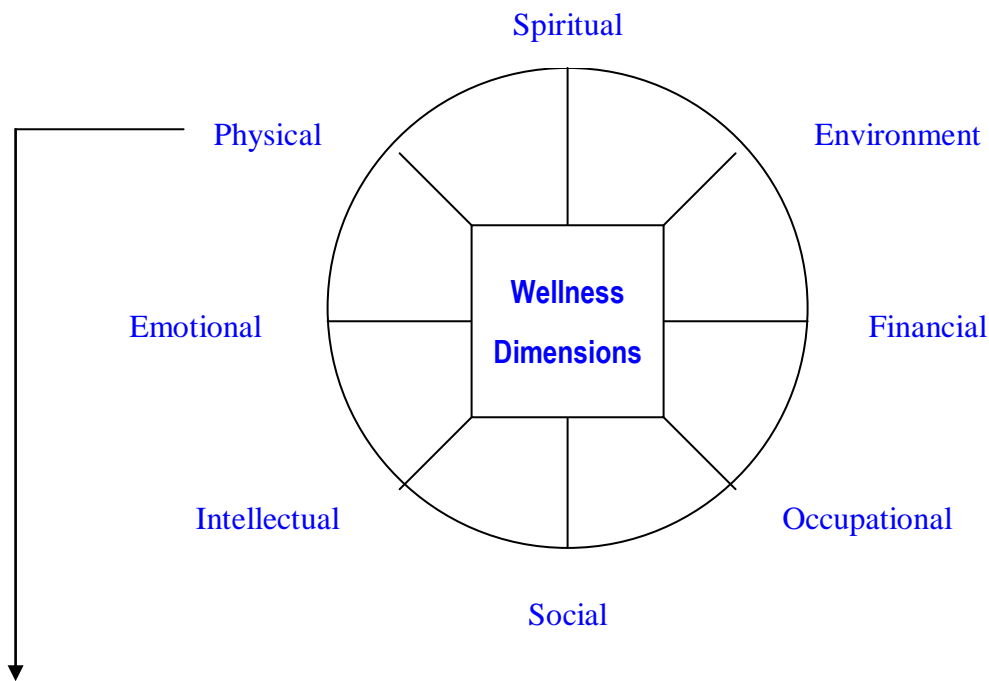 Spiritual
Physical
Environment
Wellness
Dimensions
Emotional
Financial
Intellectual
Occupational
Social